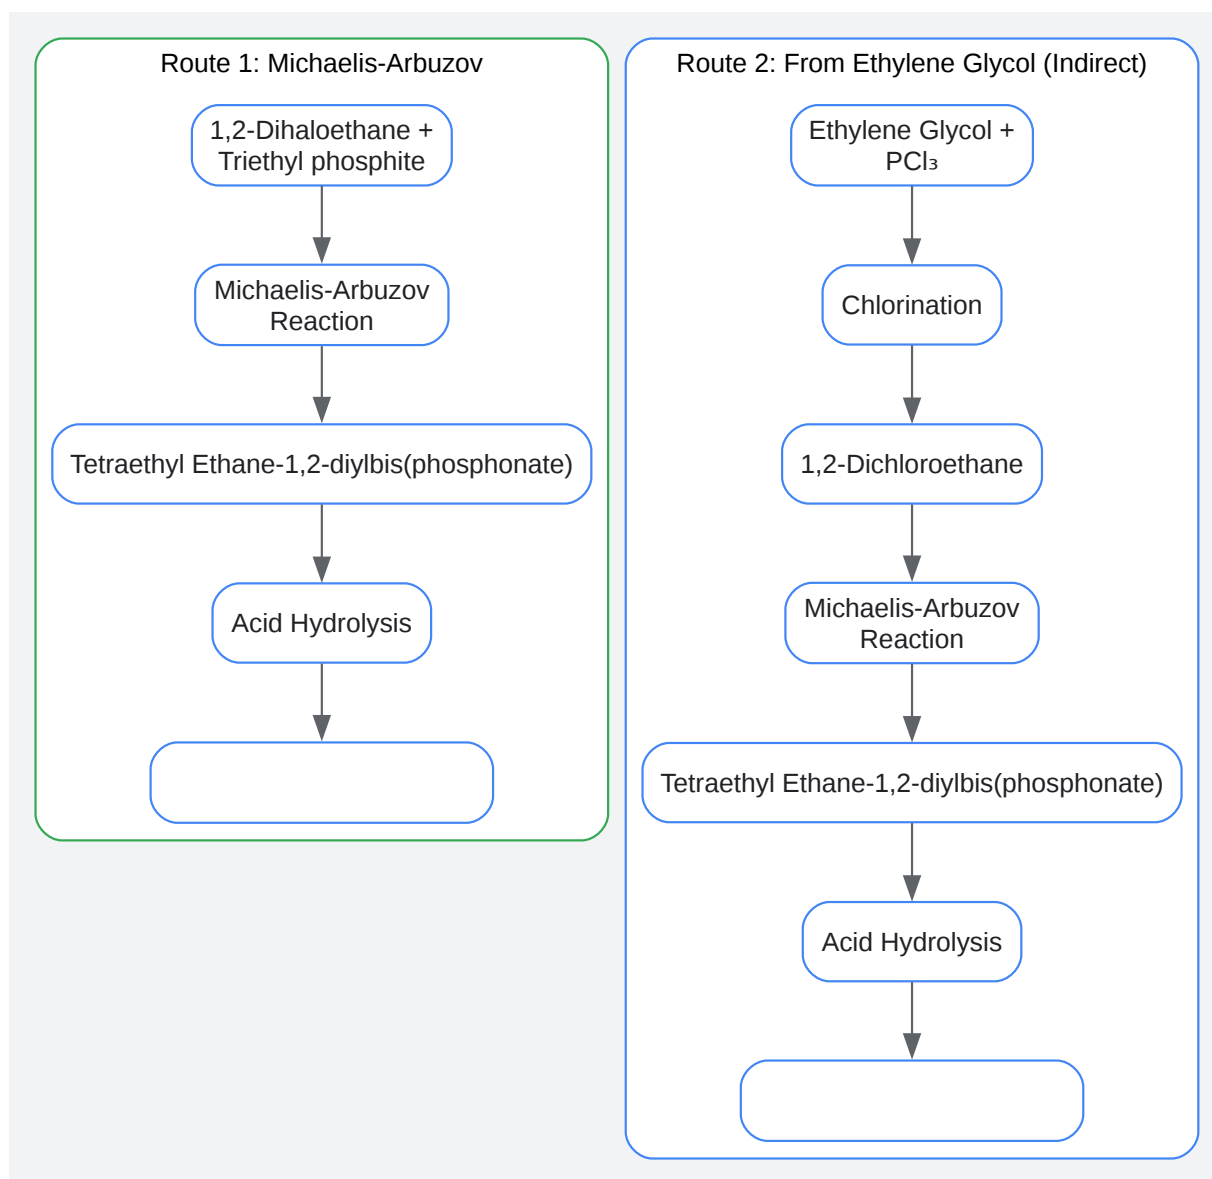 Route 1: Michaelis-Arbuzov
1,2-Dihaloethane +
Triethyl phosphite
Michaelis-Arbuzov
Reaction
Tetraethyl Ethane-1,2-diylbis(phosphonate)
Acid Hydrolysis
Route 2: From Ethylene Glycol (Indirect)
Ethylene Glycol +
PCl₃
Chlorination
1,2-Dichloroethane
Michaelis-Arbuzov
Reaction
Tetraethyl Ethane-1,2-diylbis(phosphonate)
Acid Hydrolysis